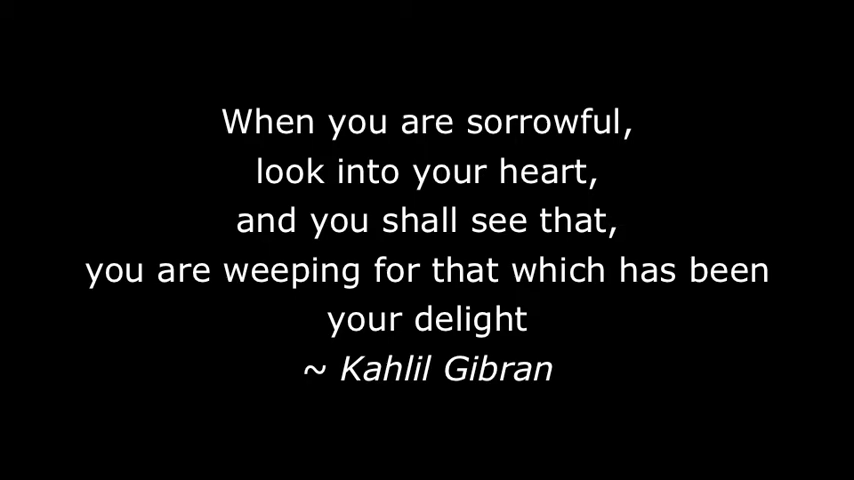 When you are sorrowful,
look into your heart,
and you shall see that,
you are weeping for that which has been
your delight
~ Kahlil Gibran